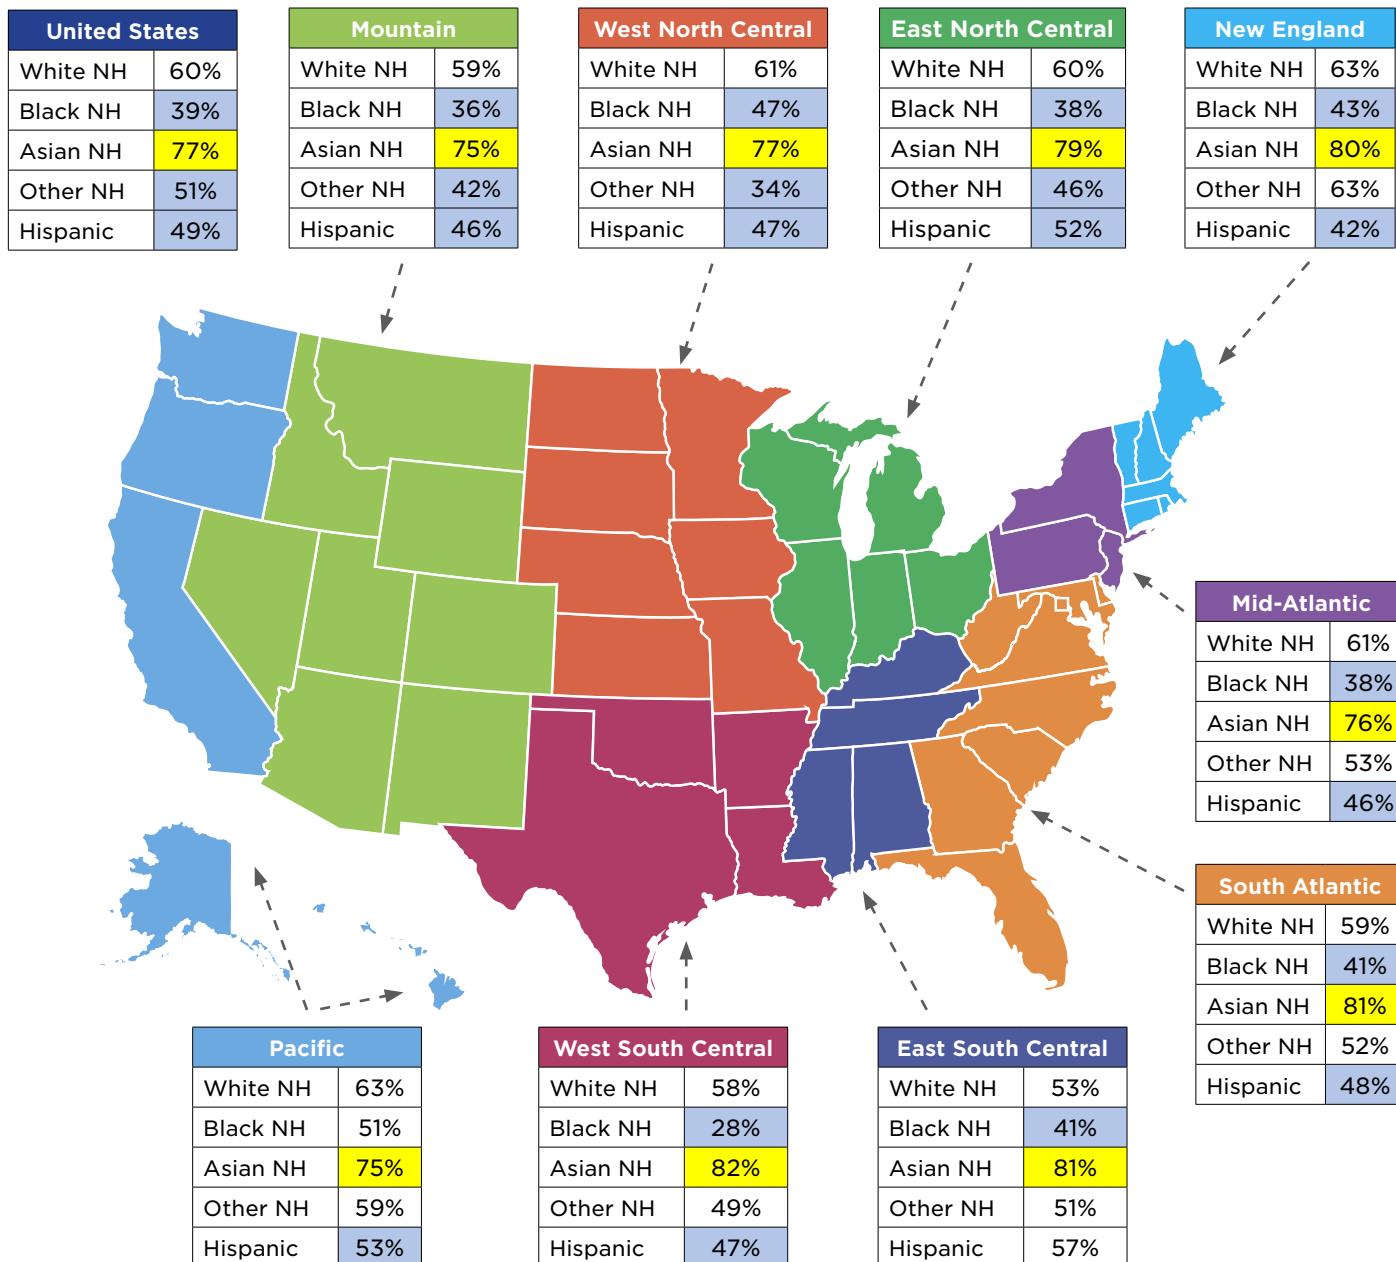 United States
White NH 60%
Black NH 39%
Asian NH 77%
Other NH 51%
Hispanic 49%
Mountain
White NH 59%
Black NH 36%
Asian NH 75%
Other NH 42%
Hispanic 46%
West North Central
White NH 61%
Black NH 47%
Asian NH 77%
Other NH 34%
Hispanic 47%
East North Central
White NH 60%
Black NH 38%
Asian NH 79%
Other NH 46%
Hispanic 52%
New England
White NH 63%
Black NH 43%
Asian NH 80%
Other NH 63%
Hispanic 42%
Mid-Atlantic
White NH 61%
Black NH 38%
Asian NH 76%
Other NH 53%
Hispanic 46%
South Atlantic
White NH 59%
Black NH 41%
Asian NH 81%
Other NH 52%
Hispanic 48%
Pacific
White NH 63%
Black NH 51%
Asian NH 75%
Other NH 59%
Hispanic 53%
West South Central
White NH 58%
Black NH 28%
Asian NH 82%
Other NH 49%
Hispanic 47%
East South Central
White NH 53%
Black NH 41%
Asian NH 81%
Other NH 51%
Hispanic 57%